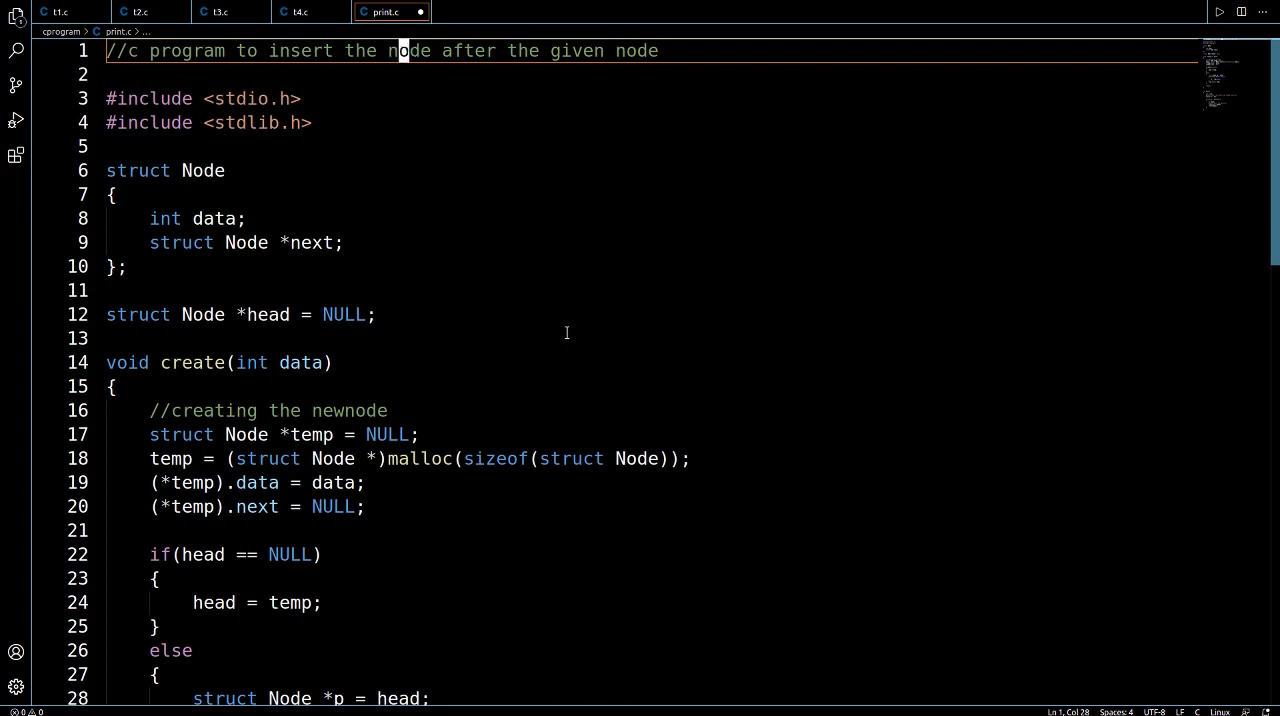 t1.c t2.c t3.c t4.c print.c
cprogram > print.c > ...
1 //c program to insert the node after the given node
2
3 #include <stdio.h>
4 #include <stdlib.h>
5
6 struct Node
7 {
8 int data;
9 struct Node *next;
10 };
11
12 struct Node *head = NULL;
13
14 void create(int data)
15 {
16 //creating the newnode
17 struct Node *temp = NULL;
18 temp = (struct Node *)malloc(sizeof(struct Node));
19 (*temp).data = data;
20 (*temp).next = NULL;
21
22 if(head == NULL)
23 {
24 head = temp;
25 }
26 else
27 {
28 struct Node *p = head;
0 0 Ln 1, Col 28 Spaces: 4 UTF-8 LF C Linux